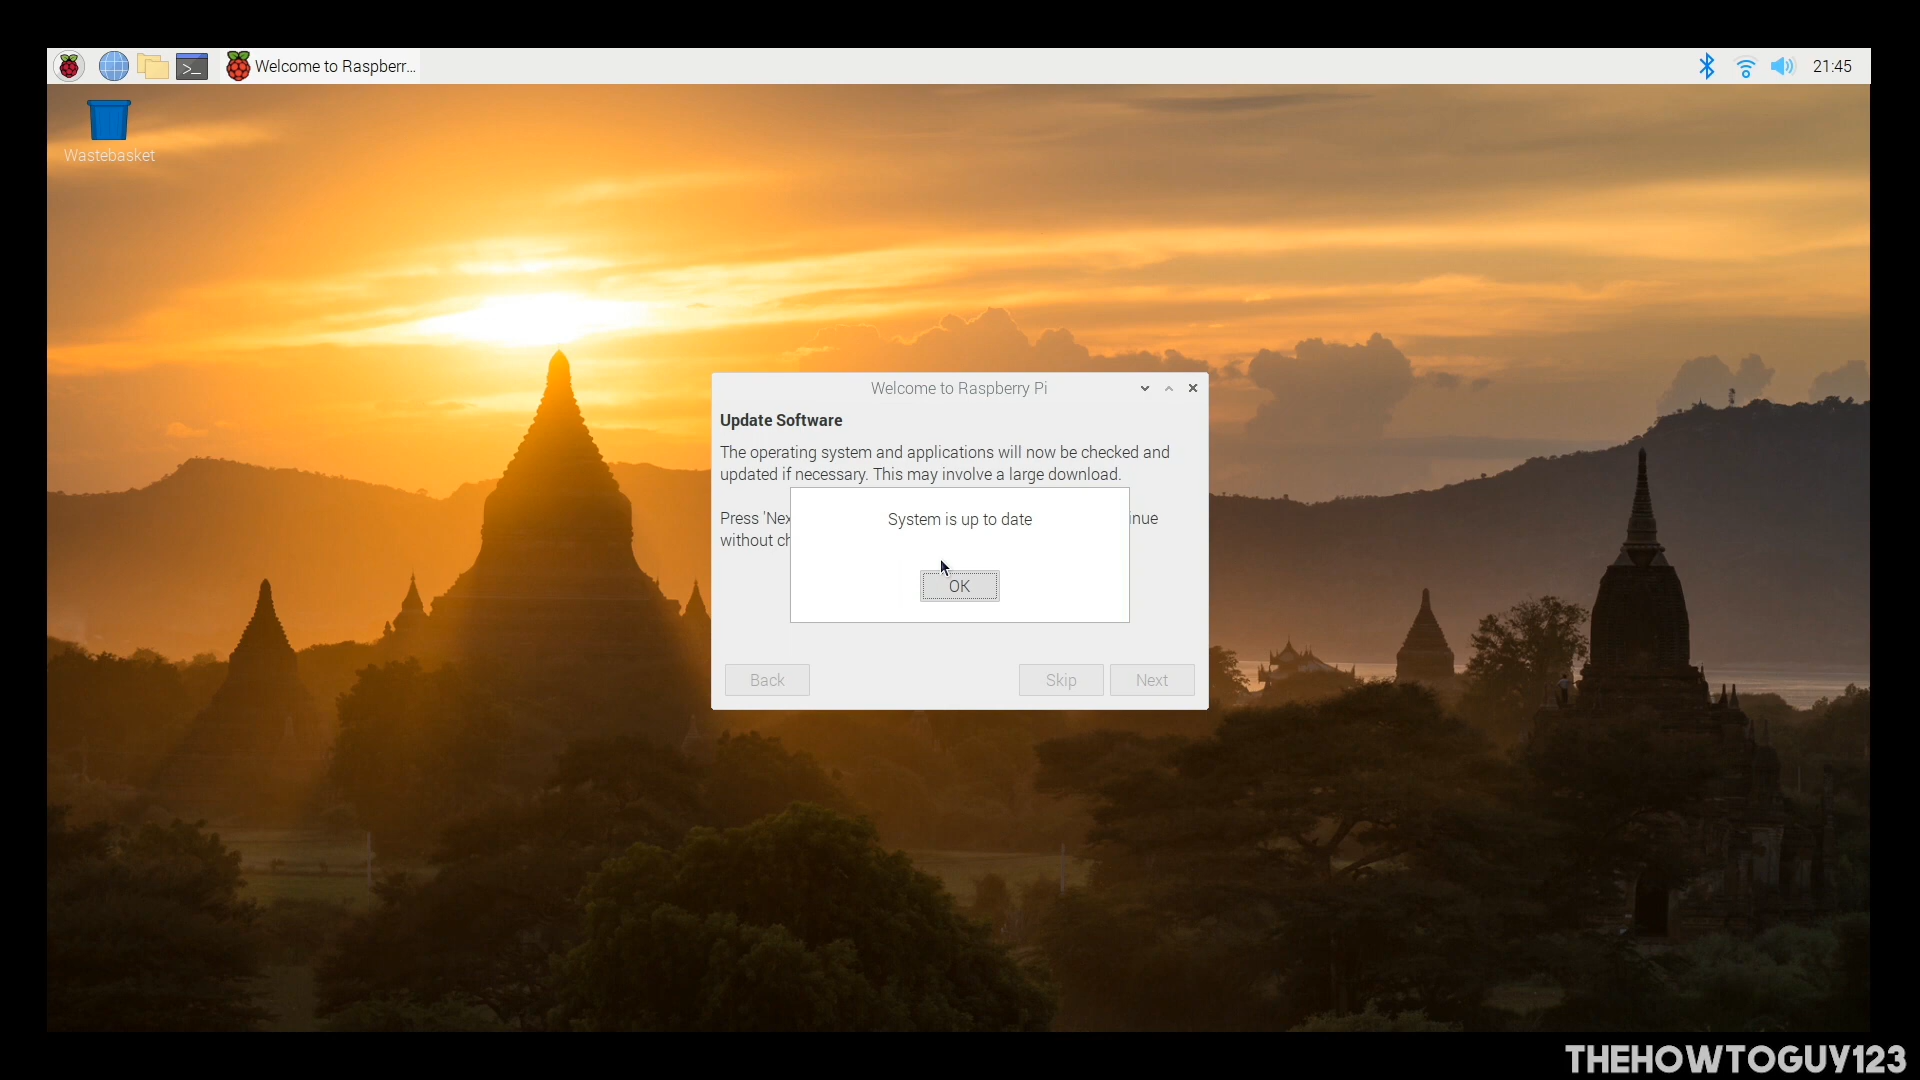 Welcome to Raspberr...
21:45
Wastebasket
Welcome to Raspberry Pi
Update Software
The operating system and applications will now be checked and
updated if necessary. This may involve a large download.
Press 'Nex
inue
without ch
System is up to date
OK
Back
Skip
Next
THEHOWTOGUY123